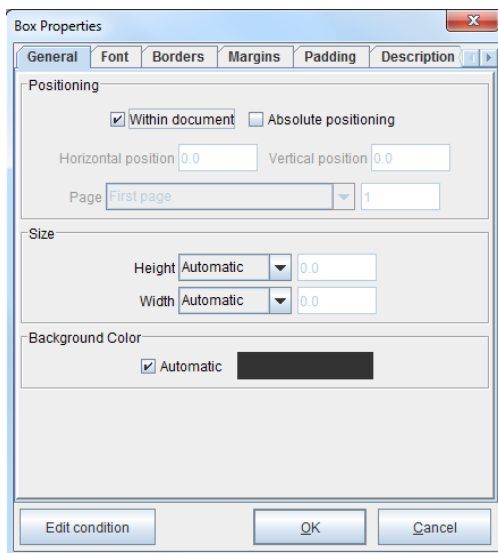 Box Properties
General Font Borders Margins Padding Description
Positioning
Within document Absolute positioning
Horizontal position 0.0 Vertical position 0.0
Page First page 1
Size
Height Automatic 0.0
Width Automatic 0.0
Background Color
Automatic
Edit condition OK Cancel